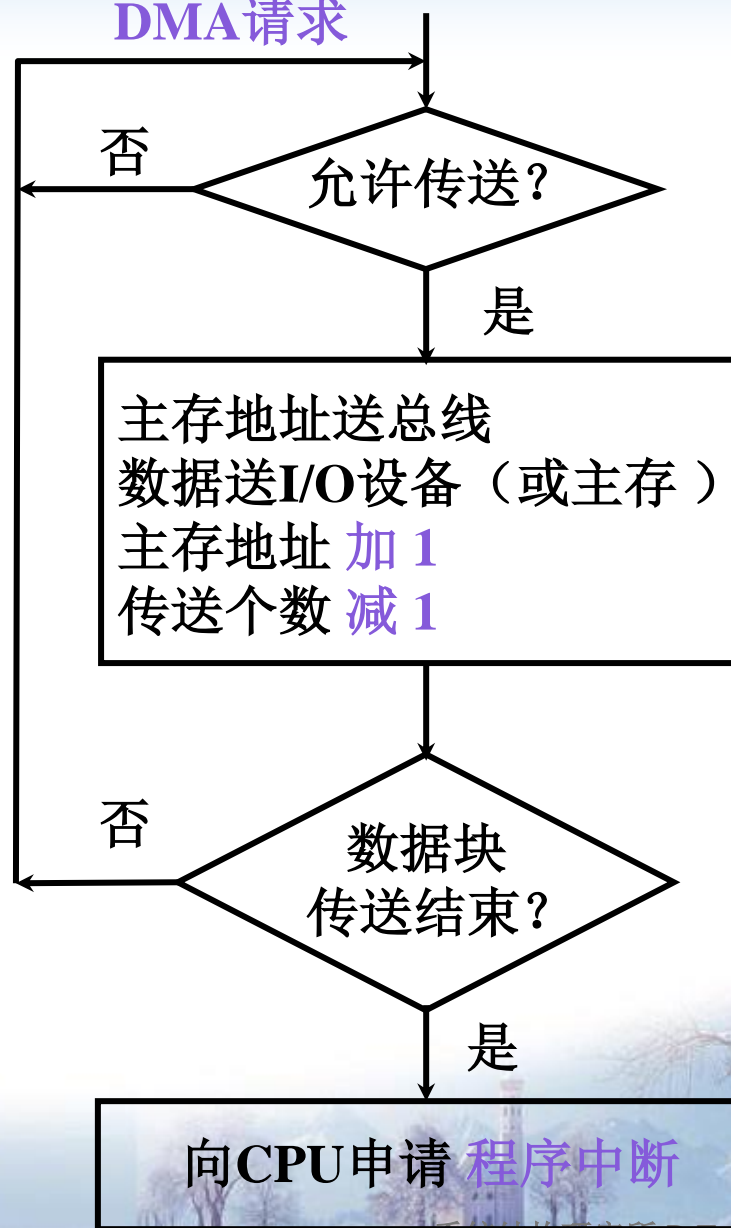 DMA请求
否
允许传送？
是
主存地址送总线
数据送I/O设备（或主存 ）
主存地址 加 1
传送个数 减 1
否
数据块
传送结束？
是
向CPU申请 程序中断